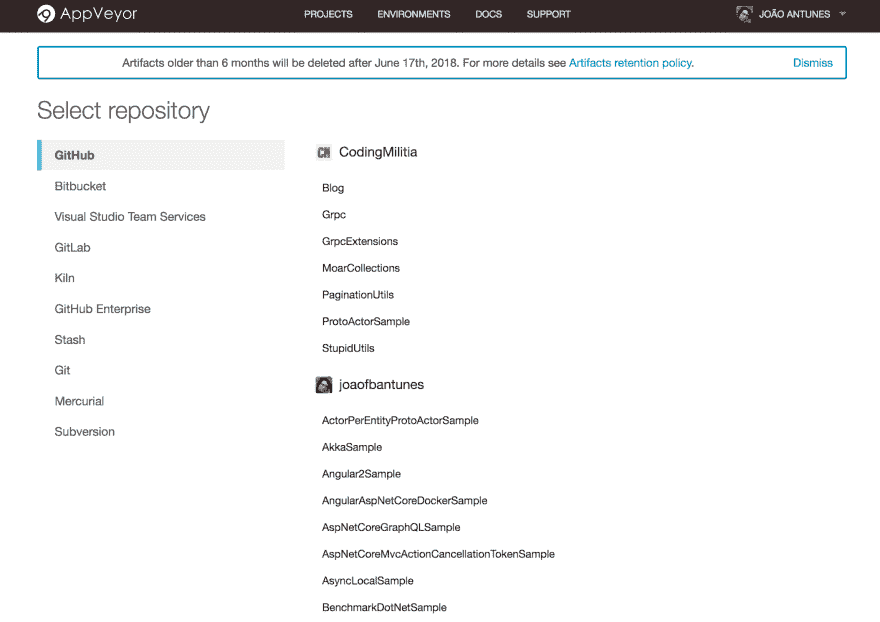 AppVeyor
PROJECTS ENVIRONMENTS DOCS SUPPORT JOÃO ANTUNES
Artifacts older than 6 months will be deleted after June 17th, 2018. For more details see Artifacts retention policy. Dismiss
Select repository
GitHub
Bitbucket
Visual Studio Team Services
GitLab
Kiln
GitHub Enterprise
Stash
Git
Mercurial
Subversion
CM CodingMilitia
Blog
Grpc
GrpcExtensions
MoarCollections
PaginationUtils
ProtoActorSample
StupidUtils
joaofbantunes
ActorPerEntityProtoActorSample
AkkaSample
Angular2Sample
AngularAspNetCoreDockerSample
AspNetCoreGraphQLSample
AspNetCoreMvcActionCancellationTokenSample
AsyncLocalSample
BenchmarkDotNetSample